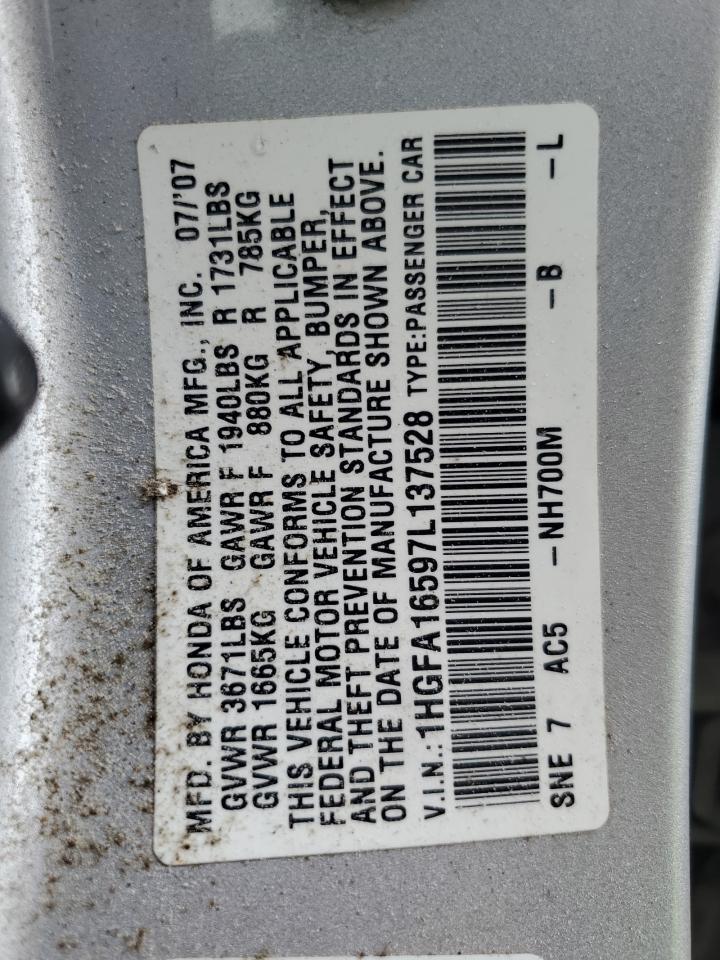 MFD. BY HONDA OF AMERICA MFG., INC. 07/'07
GVWR 3671LBS GAWR F 1940LBS R 1731LBS
GVWR 1665KG GAWR F 880KG R 785KG
THIS VEHICLE CONFORMS TO ALL APPLICABLE
FEDERAL MOTOR VEHICLE SAFETY, BUMPER,
AND THEFT PREVENTION STANDARDS IN EFFECT
ON THE DATE OF MANUFACTURE SHOWN ABOVE.
V.I.N.:1HGFA16597L137528 TYPE:PASSENGER CAR
SNE 7 AC5 –NH700M –B –L